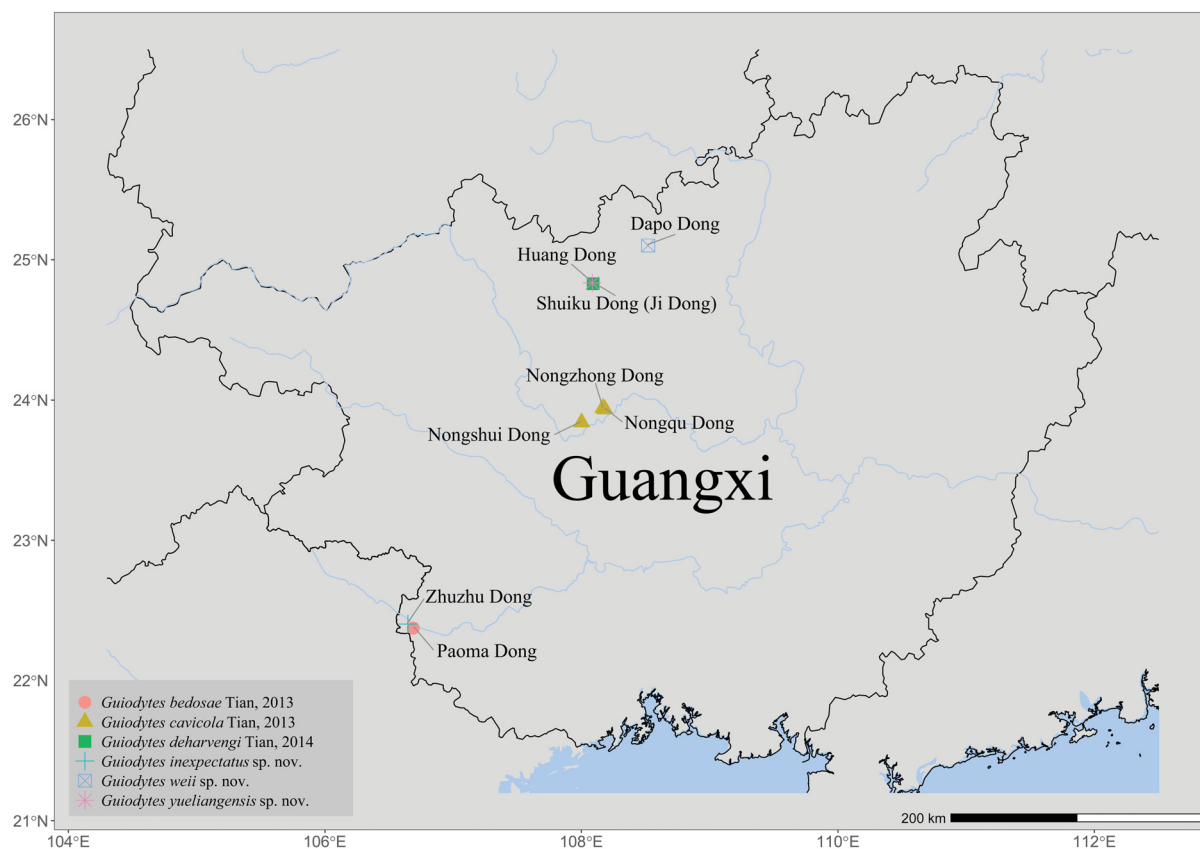 26°N
25°N
24°N
23°N
22°N
21°N
Dapo Dong
Huang Dong
Shuiku Dong (Ji Dong)
Nongzhong Dong
Nongqu Dong
Nongshui Dong
Guangxi
Zhuzhu Dong
Paoma Dong
Guiodytes bedosae Tian, 2013
Guiodytes cavicola Tian, 2013
Guiodytes deharvengi Tian, 2014
Guiodytes inexpectatus sp. nov.
Guiodytes weii sp. nov.
Guiodytes yueliangensis sp. nov.
200 km
104°E
106°E
108°E
110°E
112°E